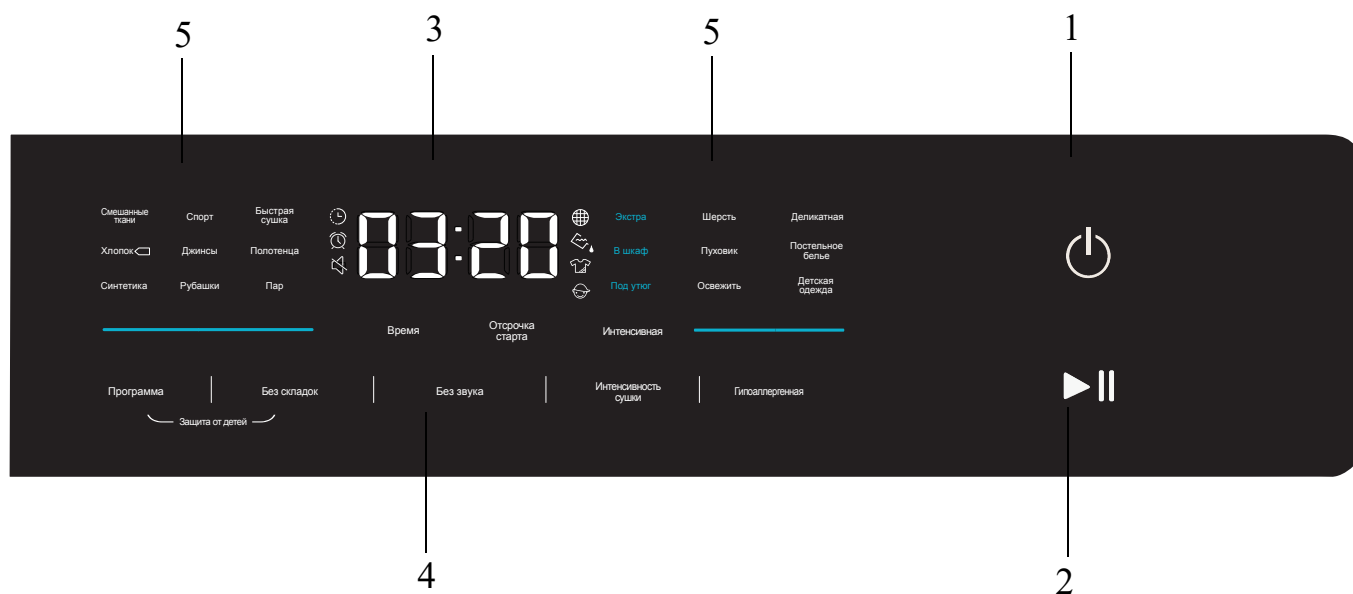 5
3
5
1
Смешанные
ткани
Спорт
Быстрая
сушка
Хлопок
Джинсы
Полотенца
Синтетика
Рубашки
Пар
03:20
Экстра
Шерсть
Деликатная
В шкаф
Пуховик
Постельное
белье
Под утюг
Освежить
Детская
одежда
Время
Отсрочка
старта
Интенсивная
Программа
Без складок
Без звука
Интенсивность
сушки
Гипоаллергенная
Защита от детей
4
2